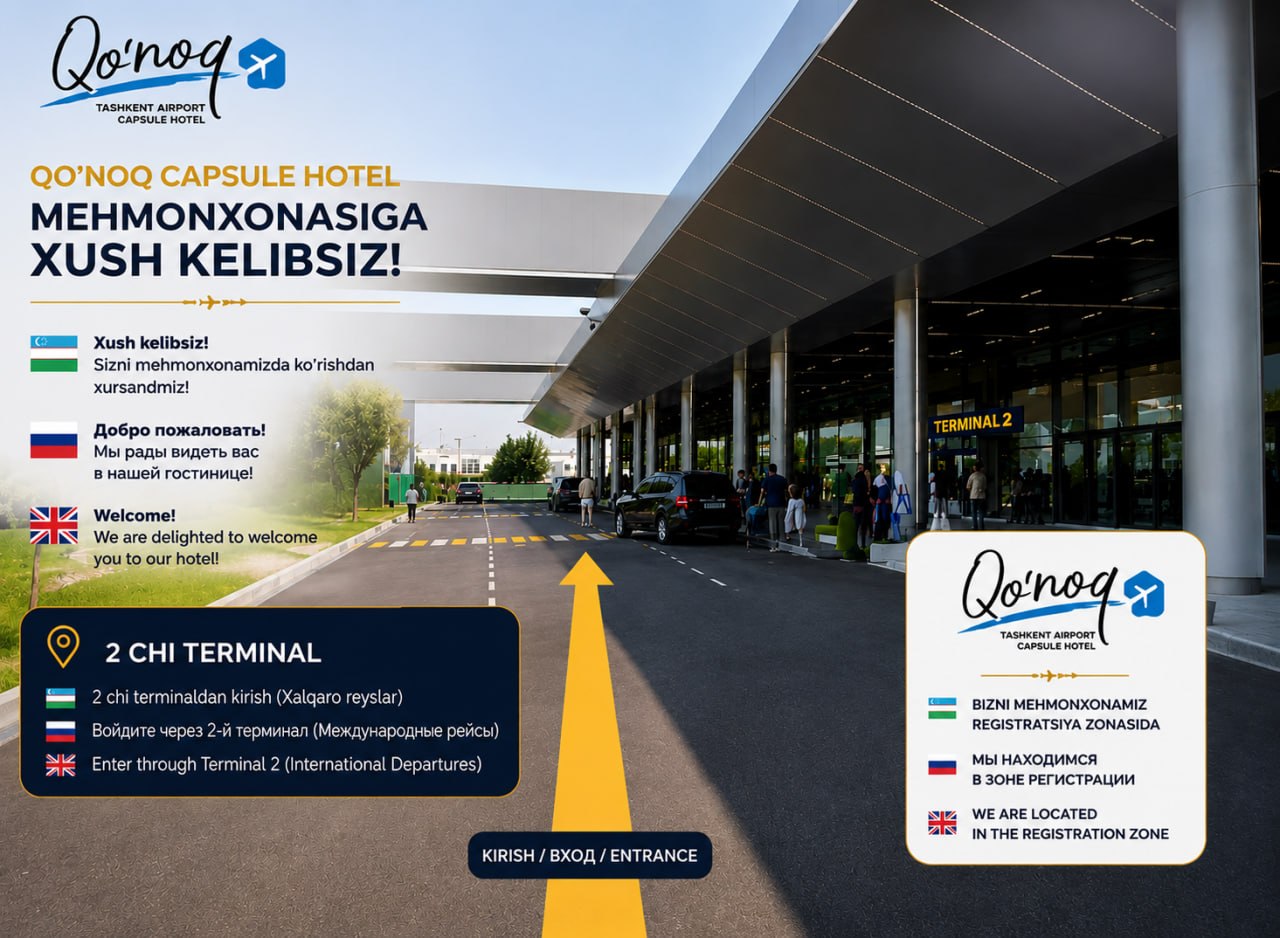 Qo'noq
TASHKENT AIRPORT
CAPSULE HOTEL
QO'NOQ CAPSULE HOTEL
MEHMONXONASIGA
XUSH KELIBSIZ!
Xush kelibsiz!
Sizni mehmonxonamizda ko'rishdan
xursandmiz!
Добро пожаловать!
Мы рады видеть вас
в нашей гостинице!
Welcome!
We are delighted to welcome
you to our hotel!
2 CHI TERMINAL
2 chi terminaldan kirish (Xalqaro reyslar)
Войдите через 2-й терминал (Международные рейсы)
Enter through Terminal 2 (International Departures)
TERMINAL 2
KIRISH / ВХОД / ENTRANCE
Qo'noq
TASHKENT AIRPORT
CAPSULE HOTEL
BIZNI MEHMONXONAMIZ
REGISTRATSIYA ZONASIDA
МЫ НАХОДИМСЯ
В ЗОНЕ РЕГИСТРАЦИИ
WE ARE LOCATED
IN THE REGISTRATION ZONE